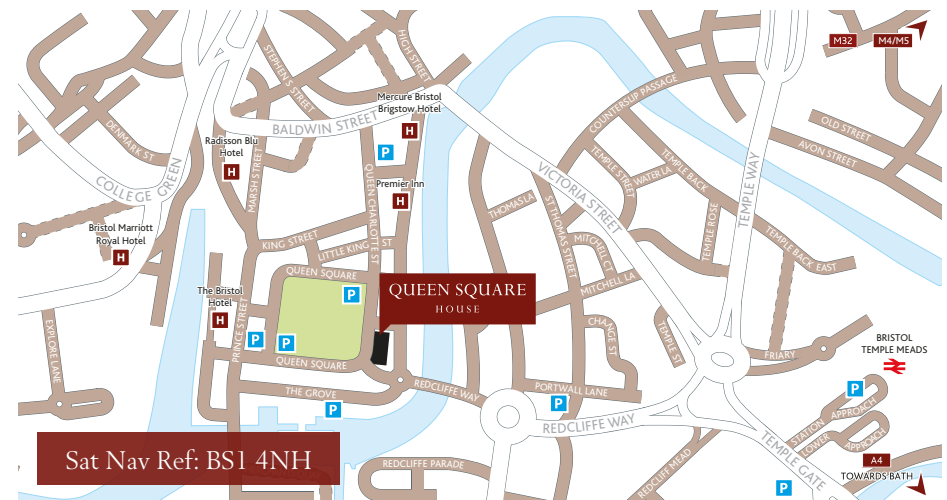 M32
M4/M5
HIGH STREET
STEPHEN S STREET
Mercure Bristol
Brigstow Hotel
H
COUNTERSLIP PASSAGE
BALDWIN STREET
OLD STREET
AVON STREET
DENMARK ST
Radisson Blu
Hotel
H
P
COLLEGE GREEN
MARSH STREET
QUEEN CHARLOTTE ST
Premier Inn
H
VICTORIA STREET
TEMPLE STREET
TEMPLE BACK
WATER LA
TEMPLE WAY
THOMAS LA
ST THOMAS STREET
TEMPLE ROSE
Bristol Marriott
Royal Hotel
H
KING STREET
LITTLE KING ST
MITCHELL CT
TEMPLE BACK EAST
QUEEN SQUARE
MITCHELL LA
The Bristol
Hotel
H
P
QUEEN SQUARE
HOUSE
PRINCE STREET
P
P
CHANGE ST
TEMPLE ST
EXPLORE LANE
QUEEN SQUARE
FRIARY
BRISTOL
TEMPLE MEADS
THE GROVE
P
REDCLIFFE WAY
PORTWALL LANE
P
P
REDCLIFFE WAY
STATION APPROACH
LOWER APPROACH
TEMPLE GATE
Sat Nav Ref: BS1 4NH
REDCLIFFE PARADE
REDCLIFF MEAD
A4
TOWARDS BATH
P